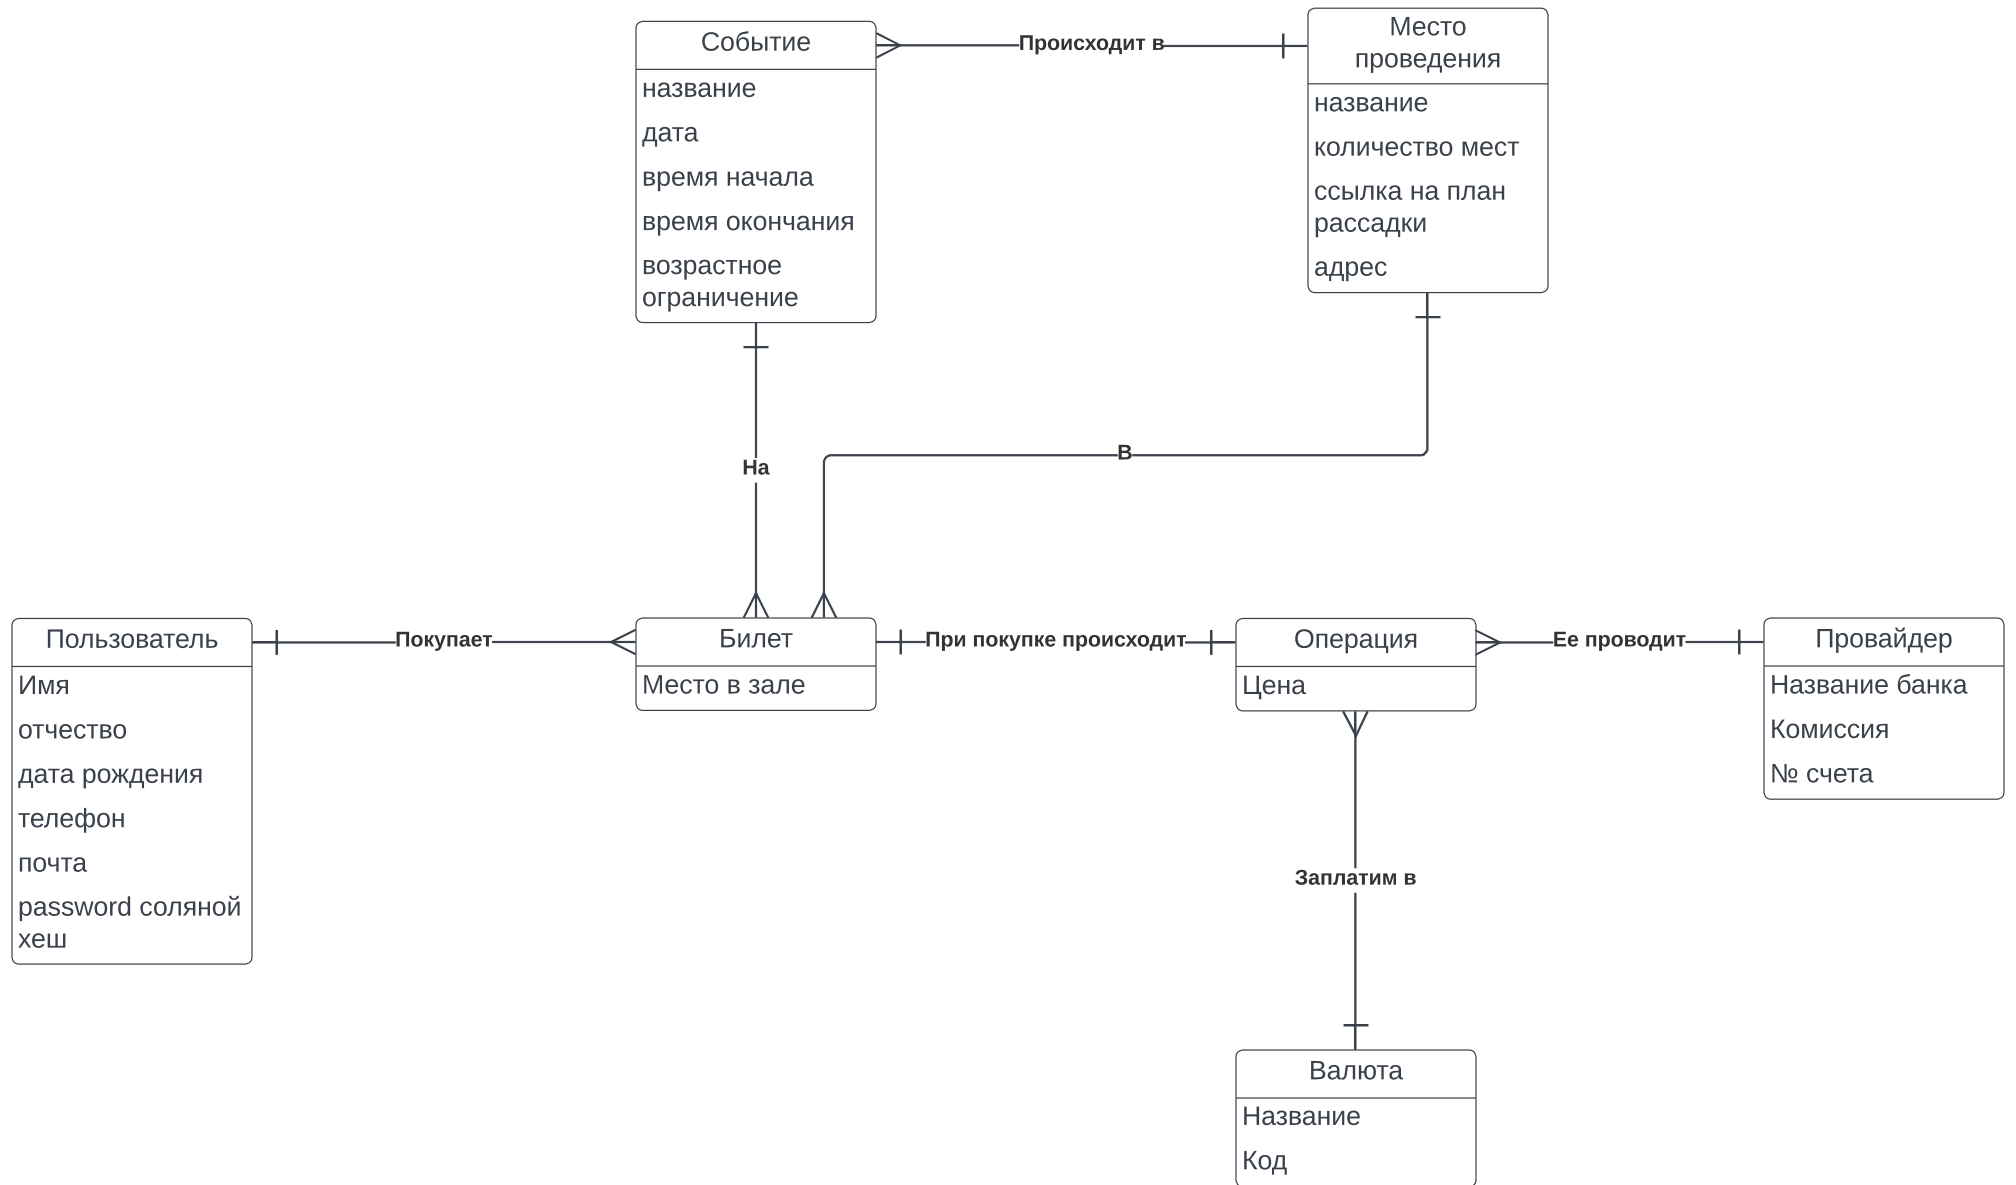 Событие
название
дата
время начала
время окончания
возрастное
ограничение
Происходит в
Место
проведения
название
количество мест
ссылка на план
рассадки
адрес
На
В
Пользователь
Имя
отчество
дата рождения
телефон
почта
password соляной
хеш
Покупает
Билет
Место в зале
При покупке происходит
Операция
Цена
Ее проводит
Провайдер
Название банка
Комиссия
№ счета
Заплатим в
Валюта
Название
Код